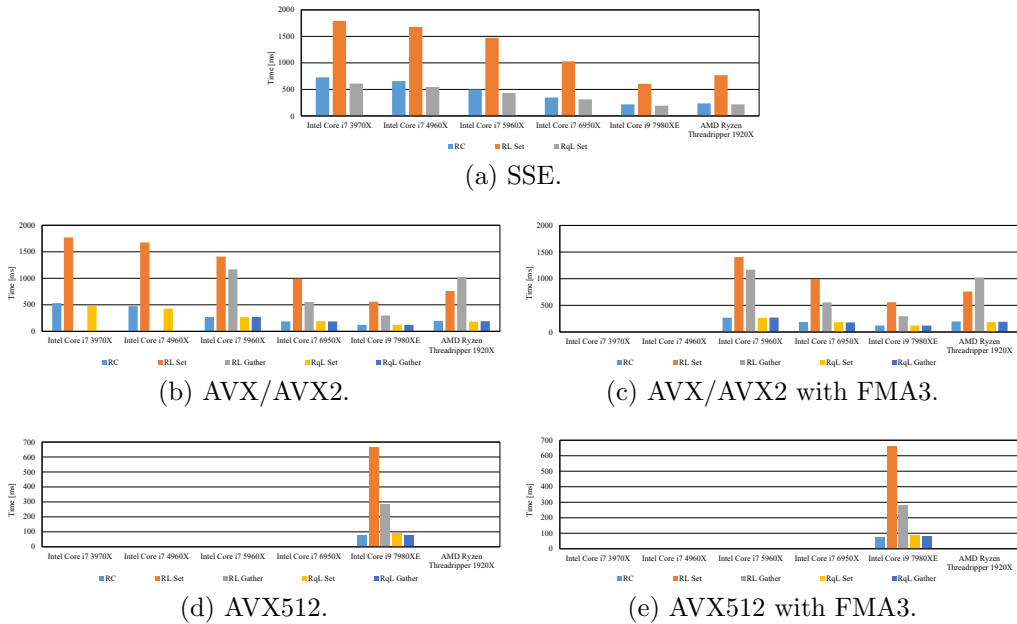 2000
1500
1000
500
0
Time [ms]
Intel Core i7 3970X Intel Core i7 4960X Intel Core i7 5960X Intel Core i7 6950X Intel Core i9 7980XE AMD Ryzen
Threadripper 1920X
RC RL Set RqL Set
(a) SSE.
2000
1500
1000
500
0
Time [ms]
Intel Core i7 3970X Intel Core i7 4960X Intel Core i7 5960X Intel Core i7 6950X Intel Core i9 7980XE AMD Ryzen
Threadripper 1920X
RC RL Set RL Gather RqL Set RqL Gather
(b) AVX/AVX2.
2000
1500
1000
500
0
Time [ms]
Intel Core i7 3970X Intel Core i7 4960X Intel Core i7 5960X Intel Core i7 6950X Intel Core i9 7980XE AMD Ryzen
Threadripper 1920X
RC RL Set RL Gather RqL Set RqL Gather
(c) AVX/AVX2 with FMA3.
700
600
500
400
300
200
100
0
Time [ms]
Intel Core i7 3970X Intel Core i7 4960X Intel Core i7 5960X Intel Core i7 6950X Intel Core i9 7980XE AMD Ryzen
Threadripper 1920X
RC RL Set RL Gather RqL Set RqL Gather
(d) AVX512.
700
600
500
400
300
200
100
0
Time [ms]
Intel Core i7 3970X Intel Core i7 4960X Intel Core i7 5960X Intel Core i7 6950X Intel Core i9 7980XE AMD Ryzen
Threadripper 1920X
RC RL Set RL Gather RqL Set RqL Gather
(e) AVX512 with FMA3.